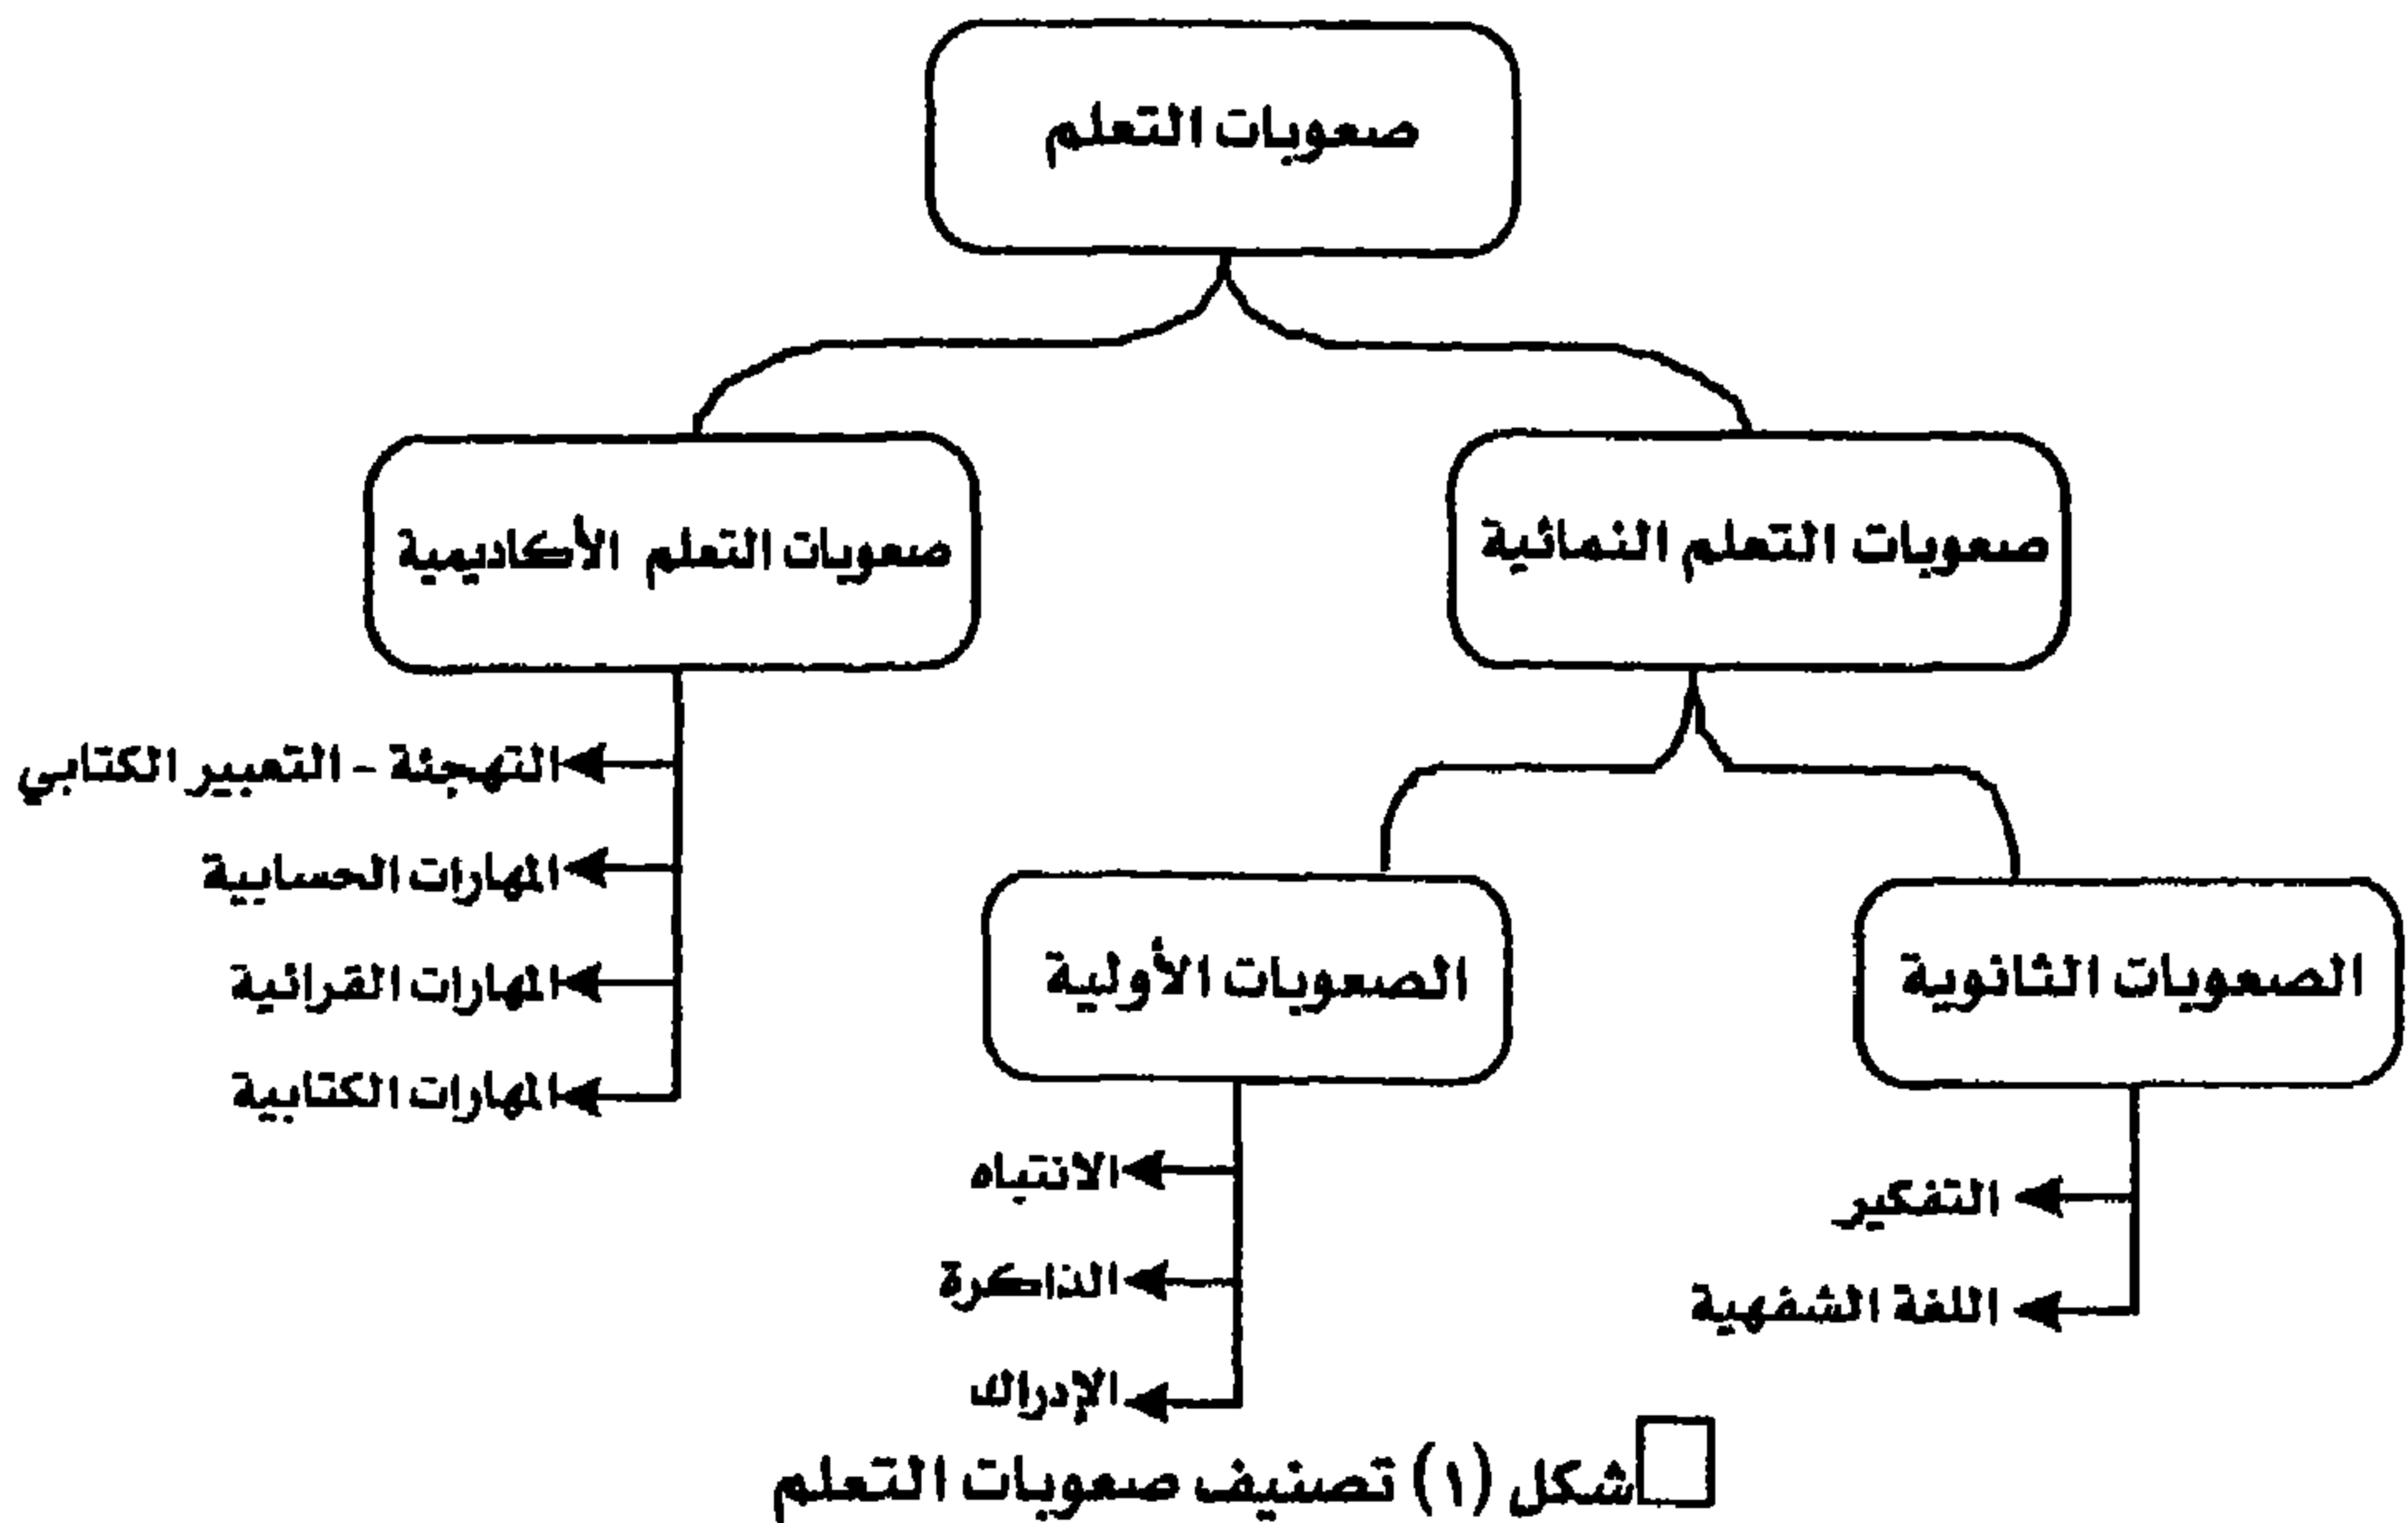 صعوبات التعلم
صعوبات التعلم النمائية
صعوبات التعلم الأكاديمية
الصعوبات الثانوية
التفكير
اللغة الشفهية
الصعوبات الأولية
الانتباه
الذاكرة
الإدراك
التهجئة - التعبير الكتابي
المهارات الحسابية
المهارات القرائية
المهارات الكتابية
شكل (١) تصنيف صعوبات التعلم